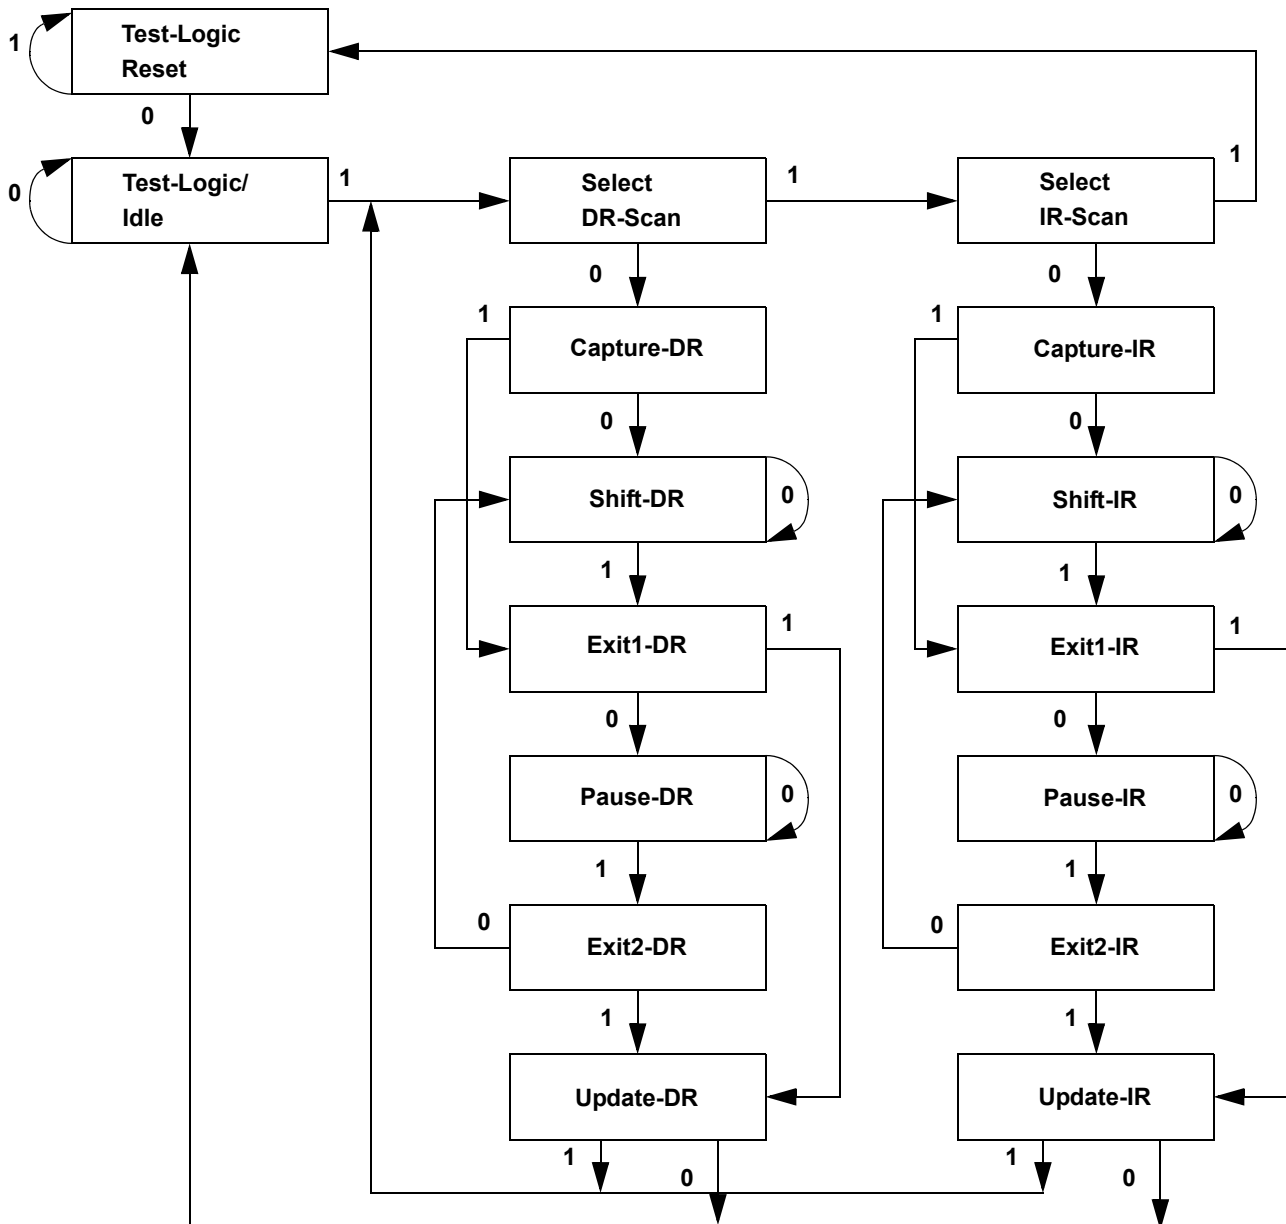 Test-Logic
Reset
1
0
1
Test-Logic/
Idle
0
1
Select
DR-Scan
1
Select
IR-Scan
0
0
1
Capture-DR
1
Capture-IR
0
0
Shift-DR
0
Shift-IR
0
1
1
Exit1-DR
1
Exit1-IR
1
0
0
Pause-DR
0
Pause-IR
0
1
1
0
Exit2-DR
0
Exit2-IR
1
1
Update-DR
Update-IR
1
0
1
0